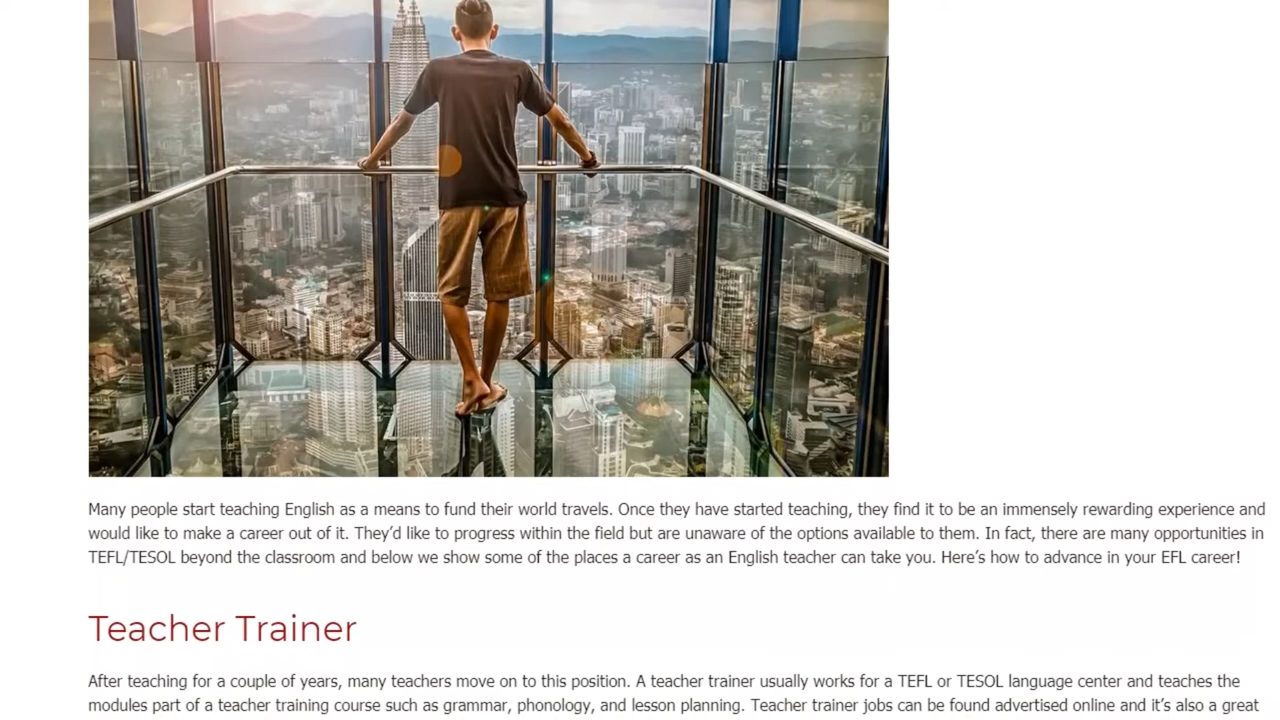 Many people start teaching English as a means to fund their world travels. Once they have started teaching, they find it to be an immensely rewarding experience and
would like to make a career out of it. They’d like to progress within the field but are unaware of the options available to them. In fact, there are many opportunities in
TEFL/TESOL beyond the classroom and below we show some of the places a career as an English teacher can take you. Here’s how to advance in your EFL career!
Teacher Trainer
After teaching for a couple of years, many teachers move on to this position. A teacher trainer usually works for a TEFL or TESOL language center and teaches the
modules part of a teacher training course such as grammar, phonology, and lesson planning. Teacher trainer jobs can be found advertised online and it’s also a great